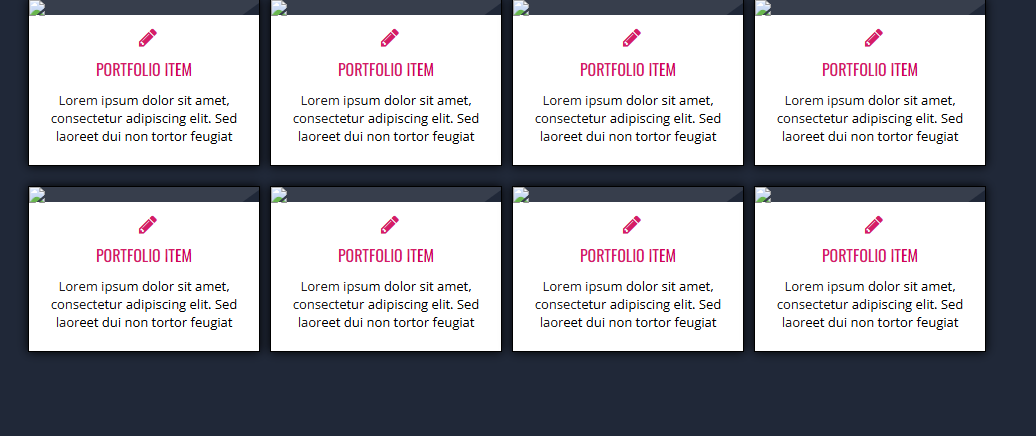 PORTFOLIO ITEM PORTFOLIO ITEM PORTFOLIO ITEM PORTFOLIO ITEM
Lorem ipsum dolor sit amet, Lorem ipsum dolor sit amet, Lorem ipsum dolor sit amet, Lorem ipsum dolor sit amet,
consectetur adipiscing elit. Sed consectetur adipiscing elit. Sed consectetur adipiscing elit. Sed consectetur adipiscing elit. Sed
laoreet dui non tortor feugiat laoreet dui non tortor feugiat laoreet dui non tortor feugiat laoreet dui non tortor feugiat
PORTFOLIO ITEM PORTFOLIO ITEM PORTFOLIO ITEM PORTFOLIO ITEM
Lorem ipsum dolor sit amet, Lorem ipsum dolor sit amet, Lorem ipsum dolor sit amet, Lorem ipsum dolor sit amet,
consectetur adipiscing elit. Sed consectetur adipiscing elit. Sed consectetur adipiscing elit. Sed consectetur adipiscing elit. Sed
laoreet dui non tortor feugiat laoreet dui non tortor feugiat laoreet dui non tortor feugiat laoreet dui non tortor feugiat